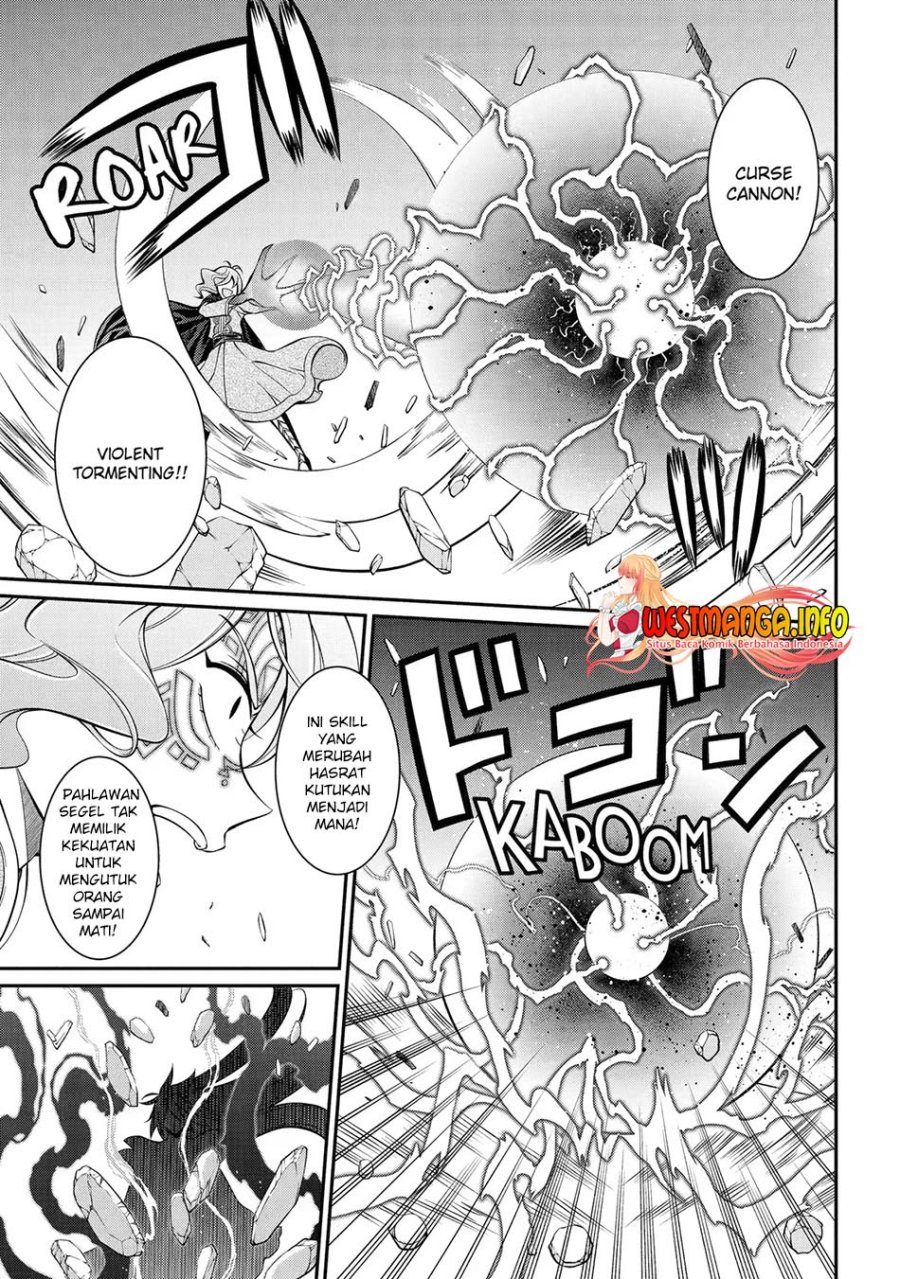 CURSE
CANNON!
ROAR
VIOLENT
TORMENTING!!
WESTMANGA.INFO
Situs Baca Komik Berbahasa Indonesia
ドゴォン
KABOOM
INI SKILL
YANG
MERUBAH
HASRAT
KUTUKAN
MENJADI
MANA!
PAHLAWAN
SEGEL TAK
MEMILIK
KEKUATAN
UNTUK
MENGUTUK
ORANG
SAMPAI
MATI!